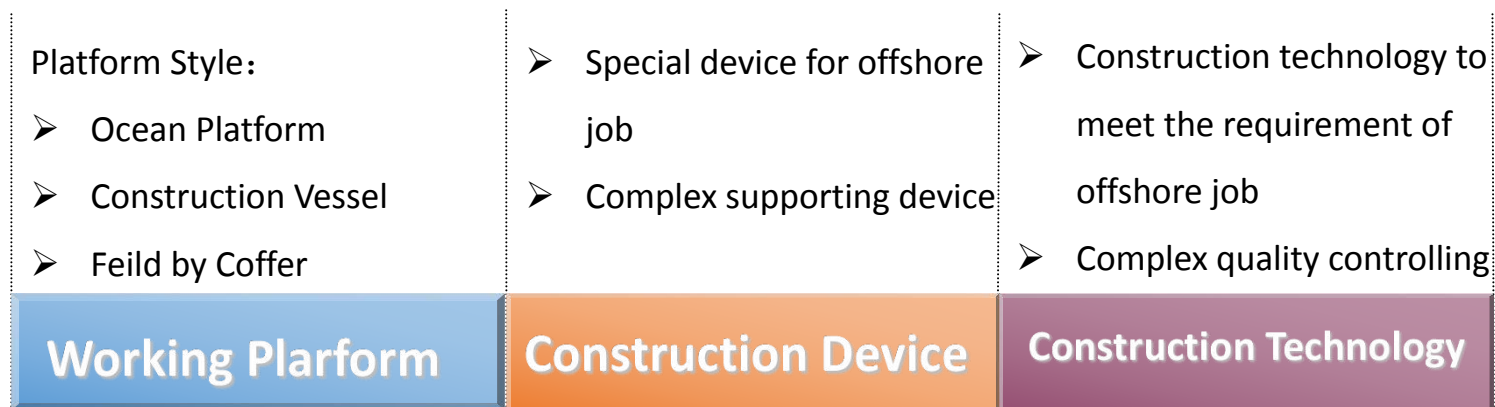 Platform Style：
➢ Ocean Platform
➢ Construction Vessel
➢ Feild by Coffer
Working Plarform
➢ Special device for offshore
job
➢ Complex supporting device
Construction Device
➢ Construction technology to
meet the requirement of
offshore job
➢ Complex quality controlling
Construction Technology